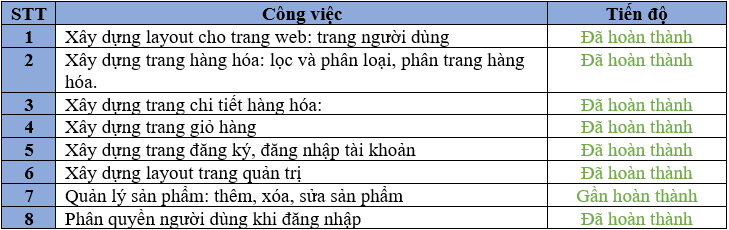 STT Công việc Tiến độ
1 Xây dựng layout cho trang web: trang người dùng Đã hoàn thành
2 Xây dựng trang hàng hóa: lọc và phân loại, phân trang hàng Đã hoàn thành
hóa.
3 Xây dựng trang chi tiết hàng hóa: Đã hoàn thành
4 Xây dựng trang giỏ hàng Đã hoàn thành
5 Xây dựng trang đăng ký, đăng nhập tài khoản Đã hoàn thành
6 Xây dựng layout trang quản trị Đã hoàn thành
7 Quản lý sản phẩm: thêm, xóa, sửa sản phẩm Gần hoàn thành
8 Phân quyền người dùng khi đăng nhập Đã hoàn thành